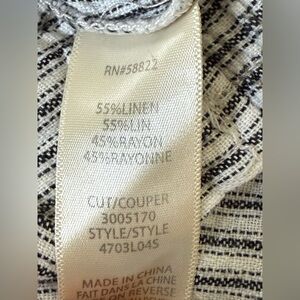 RN#58822
55%LINEN
55%LIN
45%RAYON
45%RAYONNE
CUT/COUPER
3005170
STYLE/STYLE
4703L045
MADE IN CHINA
FAIT DANS LA CHINE
REVERSE